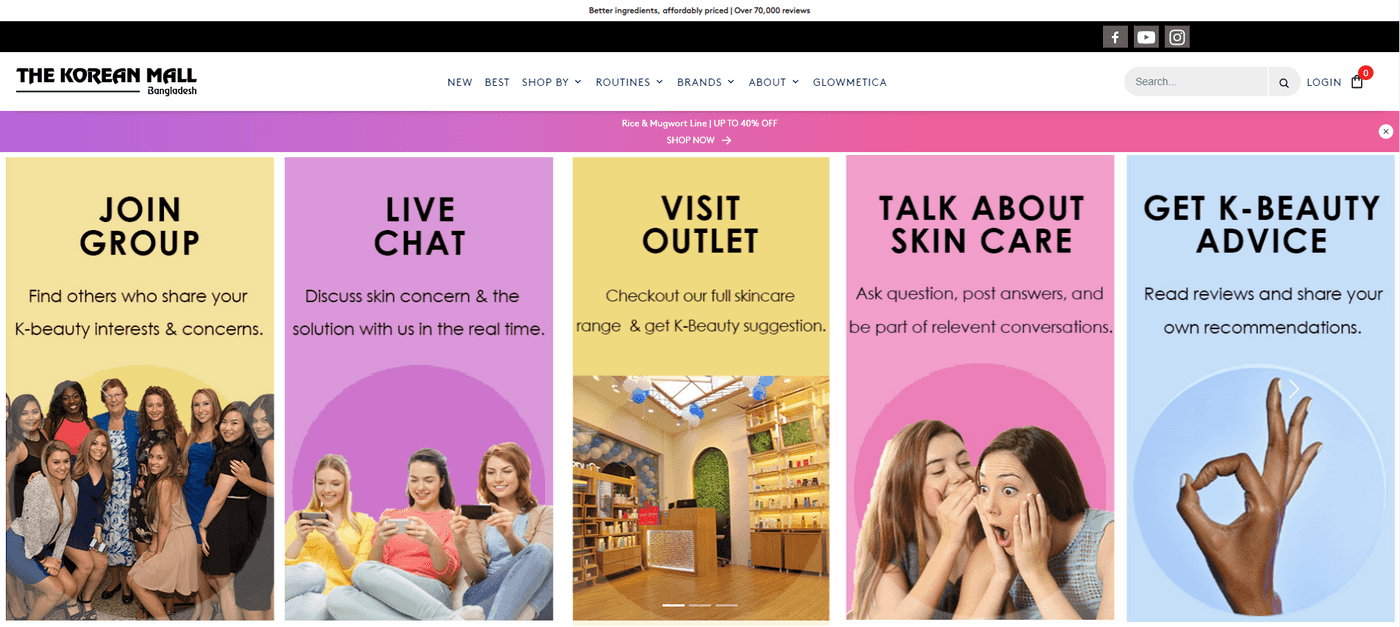 Better ingredients, affordably priced | Over 70,000 reviews
THE KOREAN MALL
Bangladesh
NEW BEST SHOP BY ROUTINES BRANDS ABOUT GLOWMETICA
Search...
LOGIN
0
Rice & Mugwort Line | UP TO 40% OFF
SHOP NOW →
JOIN
GROUP
Find others who share your
K-beauty interests & concerns.
LIVE
CHAT
Discuss skin concern & the
solution with us in the real time.
VISIT
OUTLET
Checkout our full skincare
range & get K-Beauty suggestion.
TALK ABOUT
SKIN CARE
Ask question, post answers, and
be part of relevent conversations.
GET K-BEAUTY
ADVICE
Read reviews and share your
own recommendations.